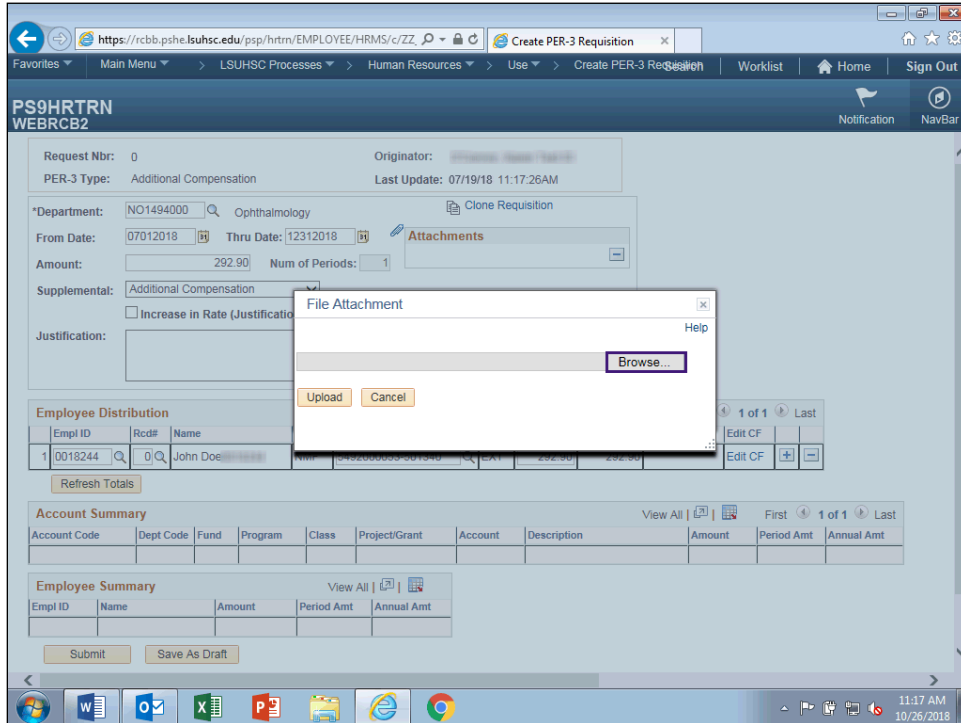 https://rcbb.pshe.lsuhsc.edu/psp/hrtrn/EMPLOYEE/HRMS/c/ZZ_
Create PER-3 Requisition
Favorites Main Menu > LSUHSC Processes > Human Resources > Use > Create PER-3 Requisition Search Worklist Home Sign Out
PS9HRTRN
WEBRCB2
Notification NavBar
Request Nbr: 0 Originator:
PER-3 Type: Additional Compensation Last Update: 07/19/18 11:17:26AM
*Department: NO1494000 Ophthalmology Clone Requisition
From Date: 07012018 Thru Date: 12312018 Attachments
Amount: 292.90 Num of Periods: 1
Supplemental: Additional Compensation
Increase in Rate (Justificatio
Justification:
File Attachment
Help
Browse...
Upload Cancel
Employee Distribution 1 of 1 Last
Empl ID Rcd# Name Edit CF
1 0018244 0 John Doe 292.90 292.90 Edit CF
Refresh Totals
Account Summary View All | | First 1 of 1 Last
Account Code Dept Code Fund Program Class Project/Grant Account Description Amount Period Amt Annual Amt
Employee Summary View All | |
Empl ID Name Amount Period Amt Annual Amt
Submit Save As Draft
11:17 AM
10/26/2018